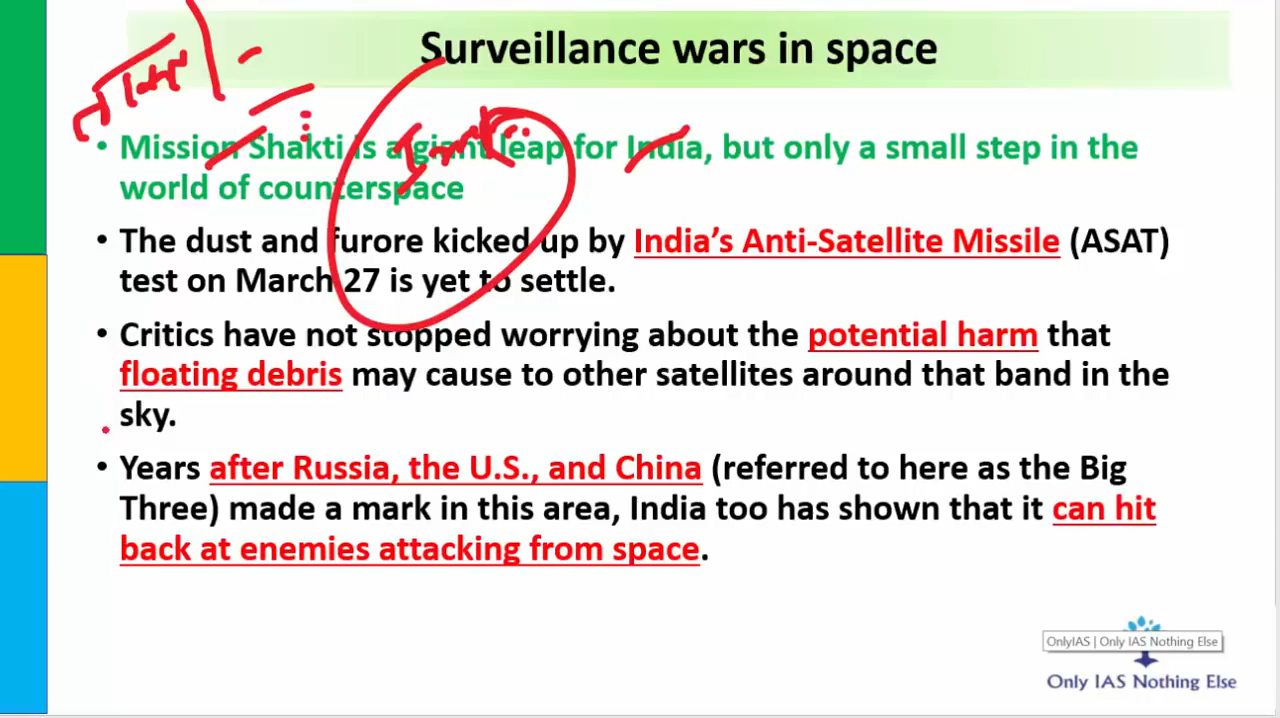 Surveillance wars in space
• Mission Shakti is a giant leap for India, but only a small step in the
world of counterspace
• The dust and furore kicked up by India's Anti-Satellite Missile (ASAT)
test on March 27 is yet to settle.
• Critics have not stopped worrying about the potential harm that
floating debris may cause to other satellites around that band in the
sky.
• Years after Russia, the U.S., and China (referred to here as the Big
Three) made a mark in this area, India too has shown that it can hit
back at enemies attacking from space.
OnlyIAS | Only IAS Nothing Else
Only IAS Nothing Else